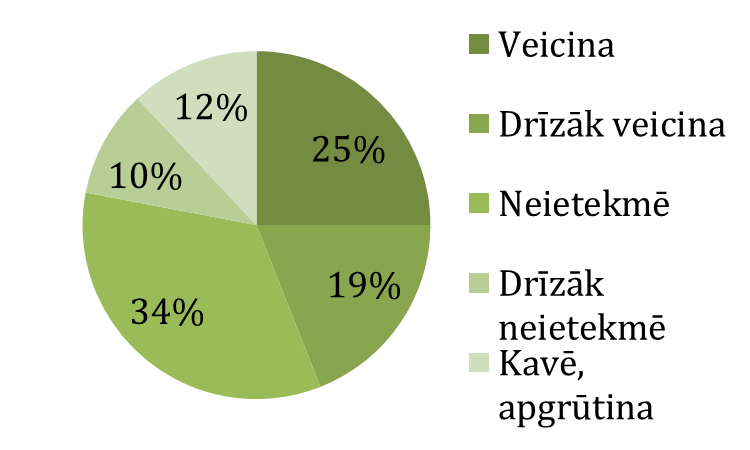 12%
25%
10%
19%
34%
Veicina
Drīzāk veicina
Neietekmē
Drīzāk
neietekmē
Kavē,
apgrūtina